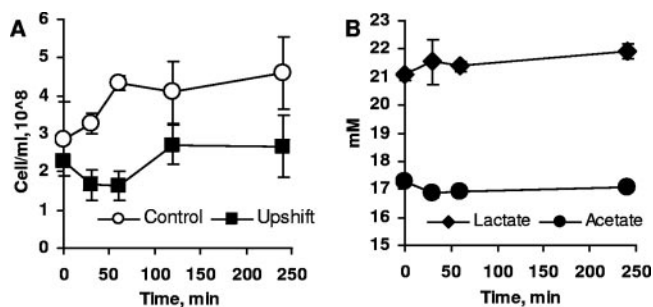 A
Cell/ml, 10^8
6
5
4
3
2
1
0
Control
Upshift
0 50 100 150 200 250
Time, min
B
mM
23
22
21
20
19
18
17
16
15
Lactate
Acetate
0 50 100 150 200 250
Time, min